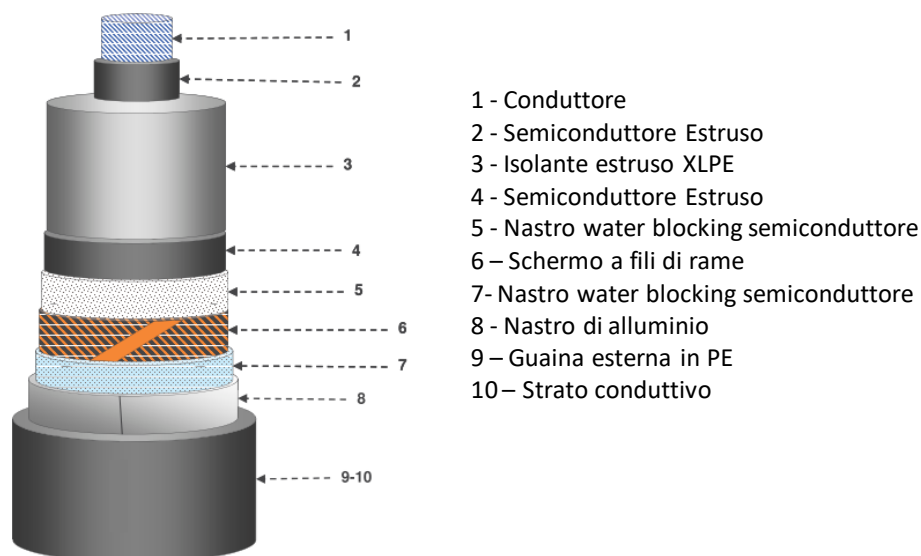 1
2
3
4
5
6
7
8
9-10
1 - Conduttore
2 - Semiconduttore Estruso
3 - Isolante estruso XLPE
4 - Semiconduttore Estruso
5 - Nastro water blocking semiconduttore
6 – Schermo a fili di rame
7- Nastro water blocking semiconduttore
8 - Nastro di alluminio
9 – Guaina esterna in PE
10 – Strato conduttivo